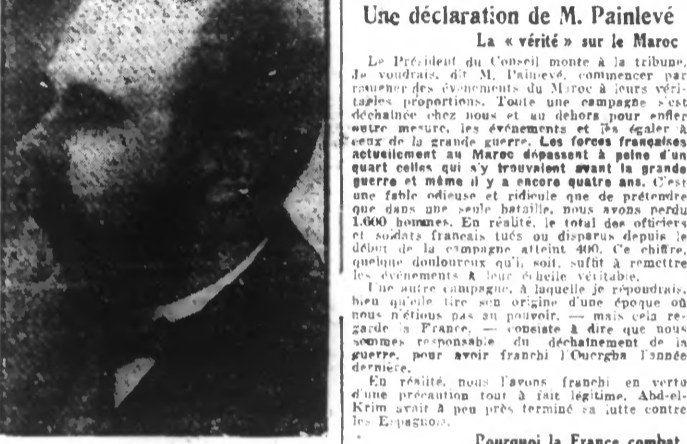 Une déclaration de M. Painlevé
La « vérité » sur le Maroc
Le Président du Conseil monte à la tribune.
Je voudrais, dit M. Painlevé, commencer par
ramener des événements du Maroc à leurs véri-
tables proportions. Toute une campagne s'est
déchaînée chez nous et au dehors pour enfler
outre mesure, les événements et les égaler à
ceux de la grande guerre. Les forces françaises
actuellement au Maroc dépassent à peine d'un
quart celles qui s'y trouvaient avant la grande
guerre et même il y a encore quatre ans. C'est
une fable odieuse et ridicule que de prétendre
que dans une seule bataille, nous avons perdu
1.600 hommes. En réalité, le total des officiers
et soldats français tués ou disparus depuis le
début de la campagne atteint 400. Ce chiffre,
quelque douloureux qu'il soit, suffit à remettre
les événements à leur échelle véritable.
Une autre campagne, à laquelle je répondrai,
bien qu'elle tire son origine d'une époque où
nous n'étions pas au pouvoir, — mais cela re-
garde la France, — consiste à dire que nous
sommes responsable du déchaînement de la
guerre, pour avoir franchi l'Ouergha l'année
dernière.
En réalité, nous l'avons franchi en vertu
d'une précaution tout à fait légitime. Abd-el-
Krim avait à peu près terminé sa lutte contre
les Espagnols.
Pourquoi la France combat